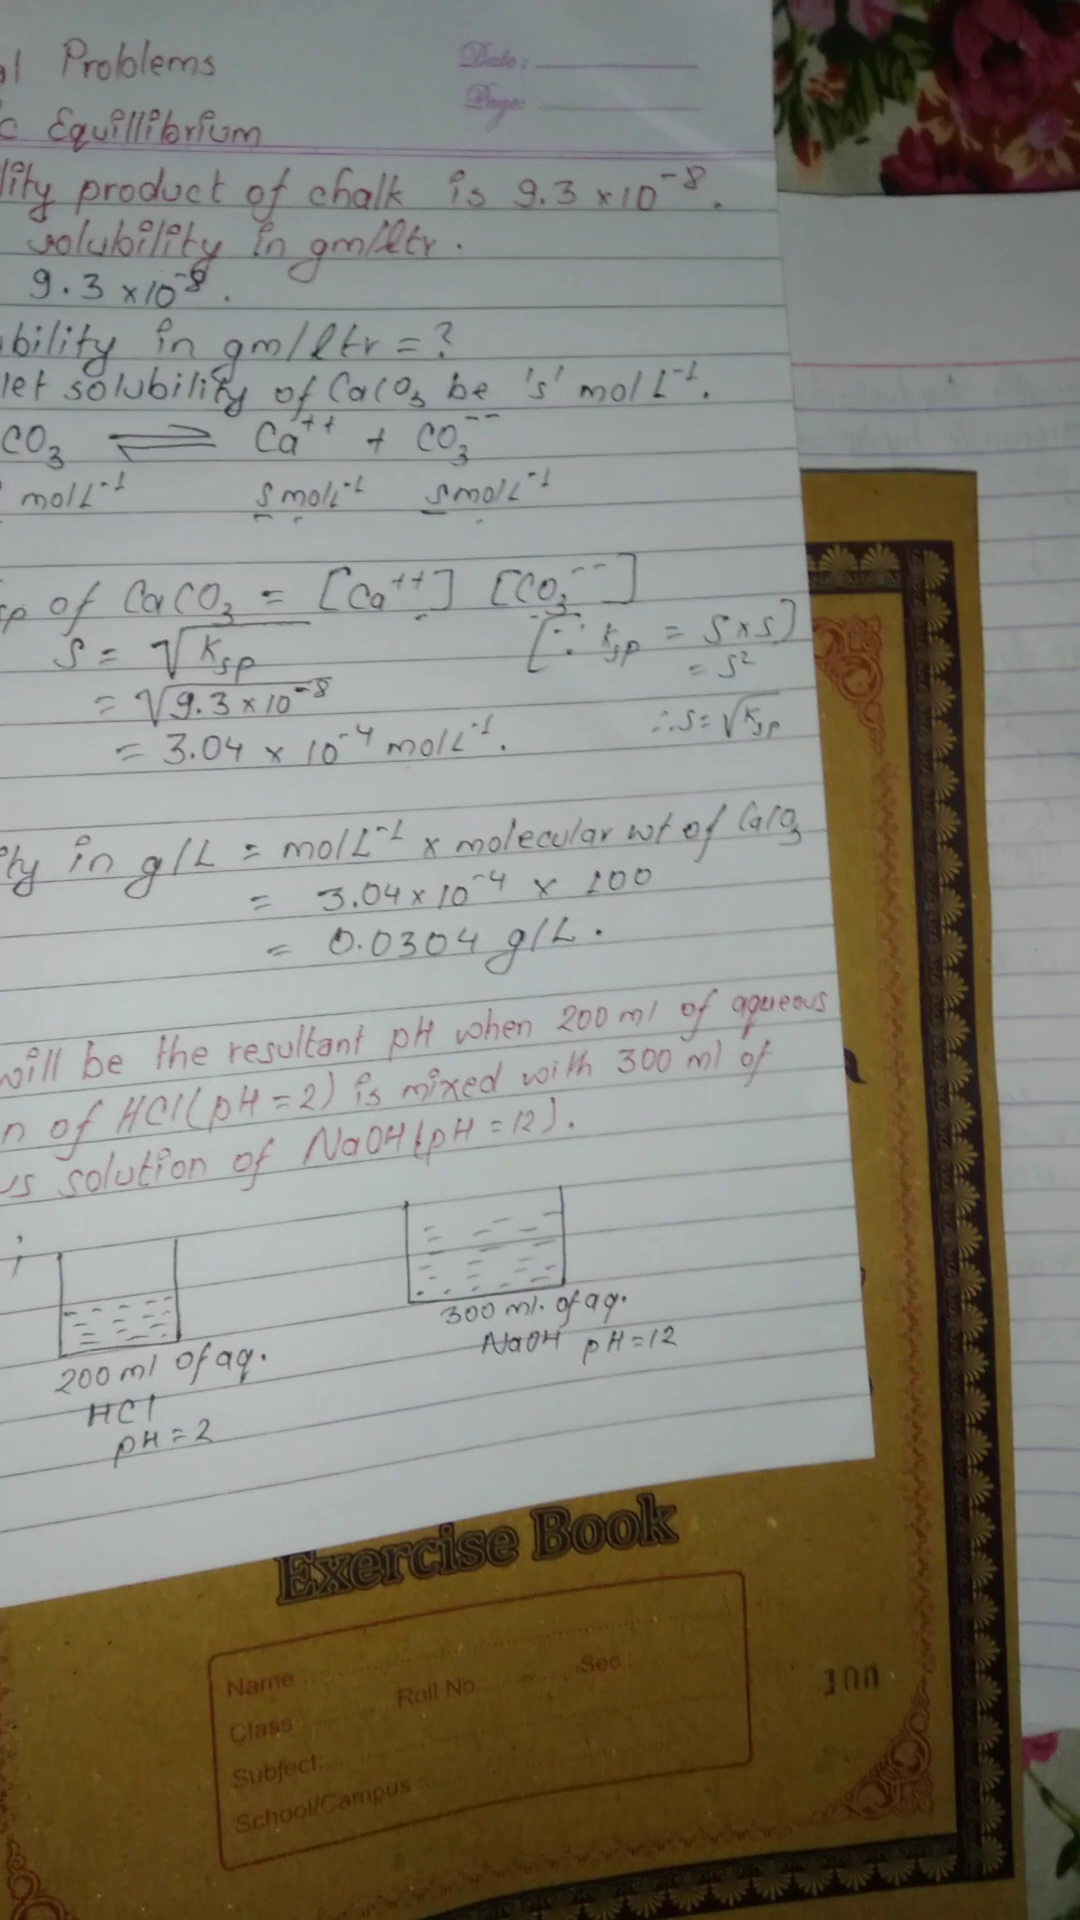 al Problems
Date:
Page:
c Equillibrium
lity product of chalk is 9.3 x 10⁻⁸.
solubility in gm/ltr.
9.3 x 10⁻⁸.
bility in gm/ltr = ?
let solubility of CaCO₃ be 's' mol L⁻¹.
CO₃ ⇌ Ca⁺⁺ + CO₃⁻⁻
mol L⁻¹ s mol L⁻¹ s mol L⁻¹
sp of CaCO₃ = [Ca⁺⁺] [CO₃⁻⁻]
S = √Ksp [∵ Ksp = S x S]
= S²
= √9.3 x 10⁻⁸
∴ S = √Ksp
= 3.04 x 10⁻⁴ mol L⁻¹.
ity in g/L = mol L⁻¹ x molecular wt of CaCO₃
= 3.04 x 10⁻⁴ x 100
= 0.0304 g/L.
will be the resultant pH when 200 ml of aqueous
n of HCl (pH = 2) is mixed with 300 ml of
us solution of NaOH (pH = 12).
200 ml of aq.
HCl
pH = 2
300 ml. of aq.
NaOH pH = 12
Exercise Book
Name
Class Roll No. Sec.:
Subject:
School/Campus
100